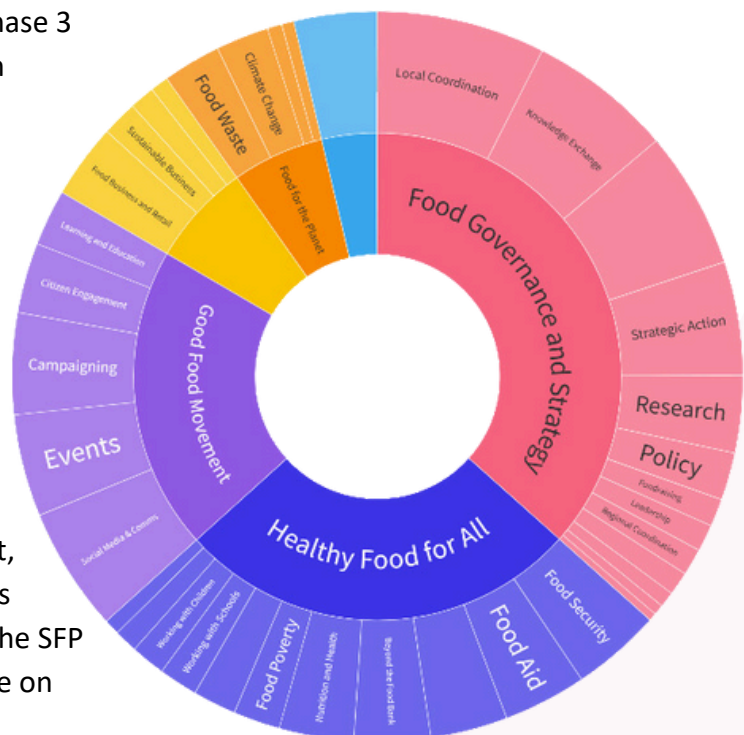 hase 3
t,
s
he SFP
e on
Food Governance and Strategy
Local Coordination
Knowledge Exchange
Strategic Action
Research
Policy
Fundraising
Leadership
Regional Coordination
Healthy Food for All
Food Security
Food Aid
Beyond the Food Bank
Nutrition and Health
Food Poverty
Working with Schools
Working with Children
Good Food Movement
Social Media & Comms
Events
Campaigning
Citizen Engagement
Learning and Education
Food Business and Retail
Sustainable Business
Food for the Planet
Food Waste
Climate Change